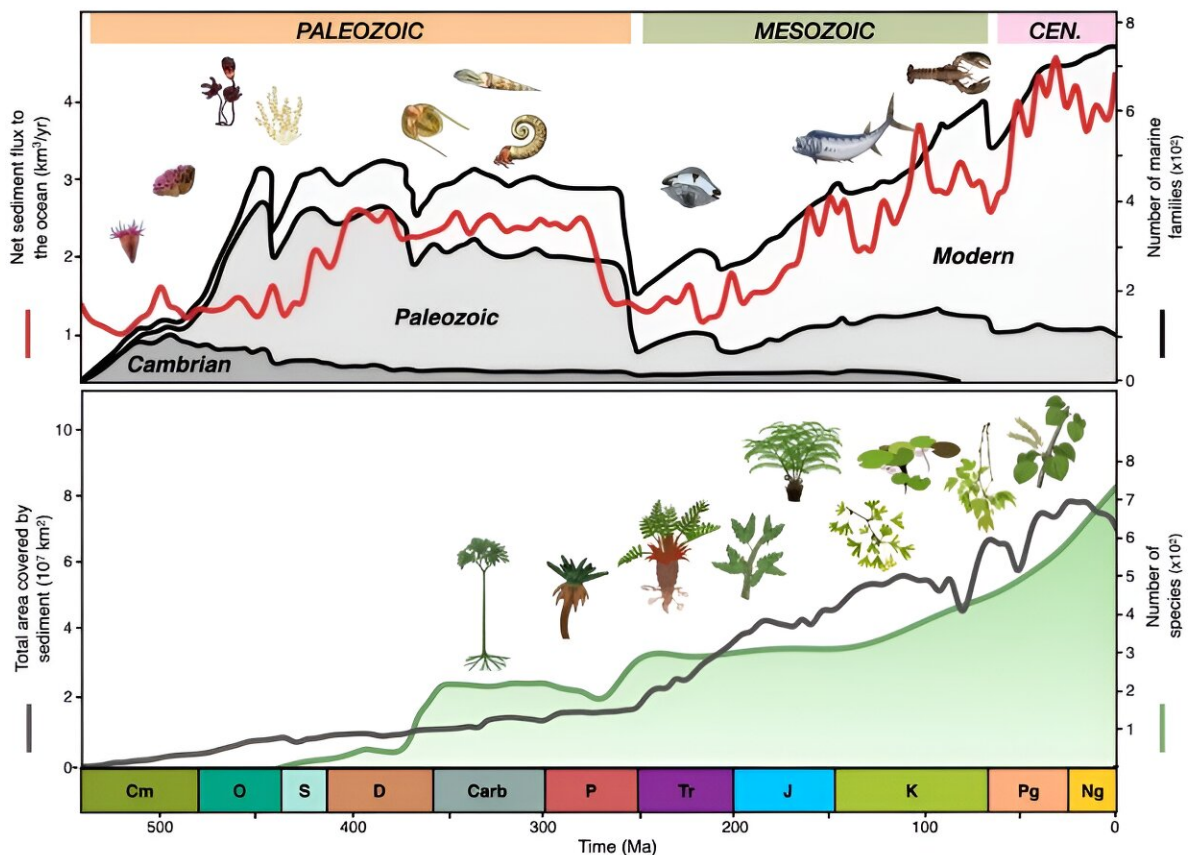 PALEOZOIC
MESOZOIC
CEN.
Net sediment flux to
the ocean (km³/yr)
4
3
2
1
8
6
4
2
0
Number of marine
families (x10²)
Modern
Paleozoic
Cambrian
Total area covered by
sediment (10⁷ km²)
10
8
6
4
2
0
8
7
6
5
4
3
2
1
Number of
species (x10²)
Cm
O
S
D
Carb
P
Tr
J
K
Pg
Ng
500
400
300
200
100
0
Time (Ma)